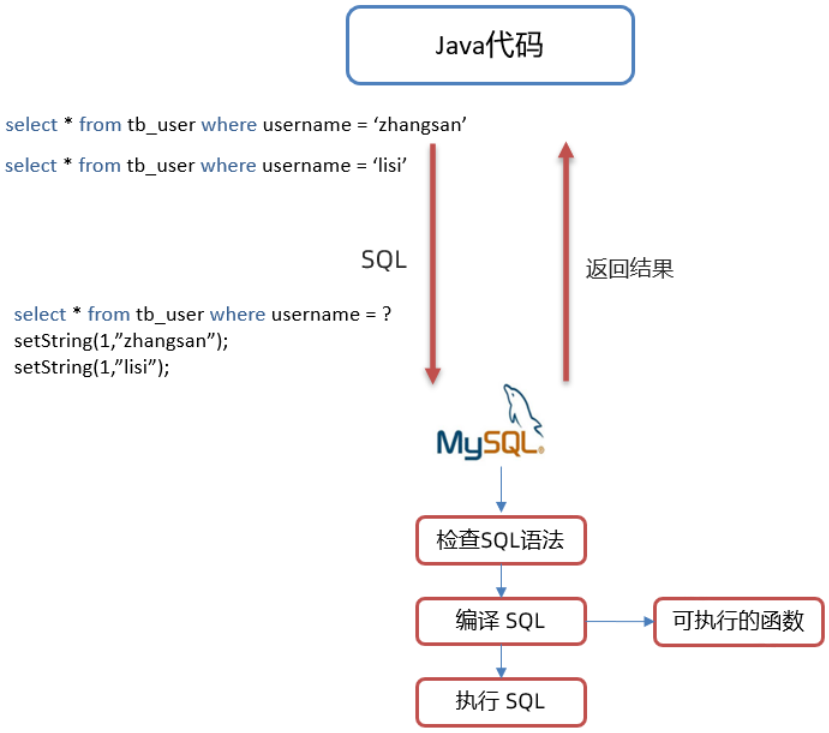 Java代码
select * from tb_user where username = ‘zhangsan’
select * from tb_user where username = ‘lisi’
SQL
返回结果
select * from tb_user where username = ?
setString(1,”zhangsan”);
setString(1,”lisi”);
MySQL®
检查SQL语法
编译 SQL
可执行的函数
执行 SQL